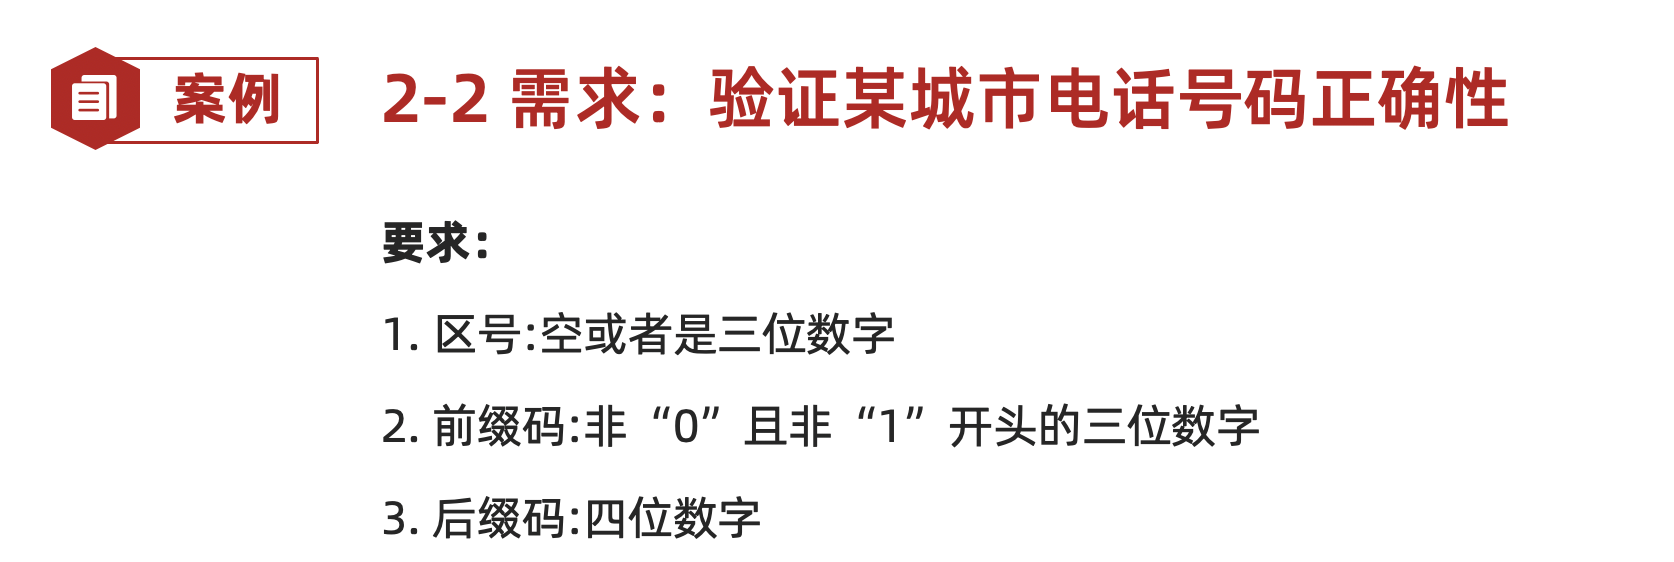 案例
2-2 需求：验证某城市电话号码正确性
要求：
1. 区号:空或者是三位数字
2. 前缀码:非“0”且非“1”开头的三位数字
3. 后缀码:四位数字